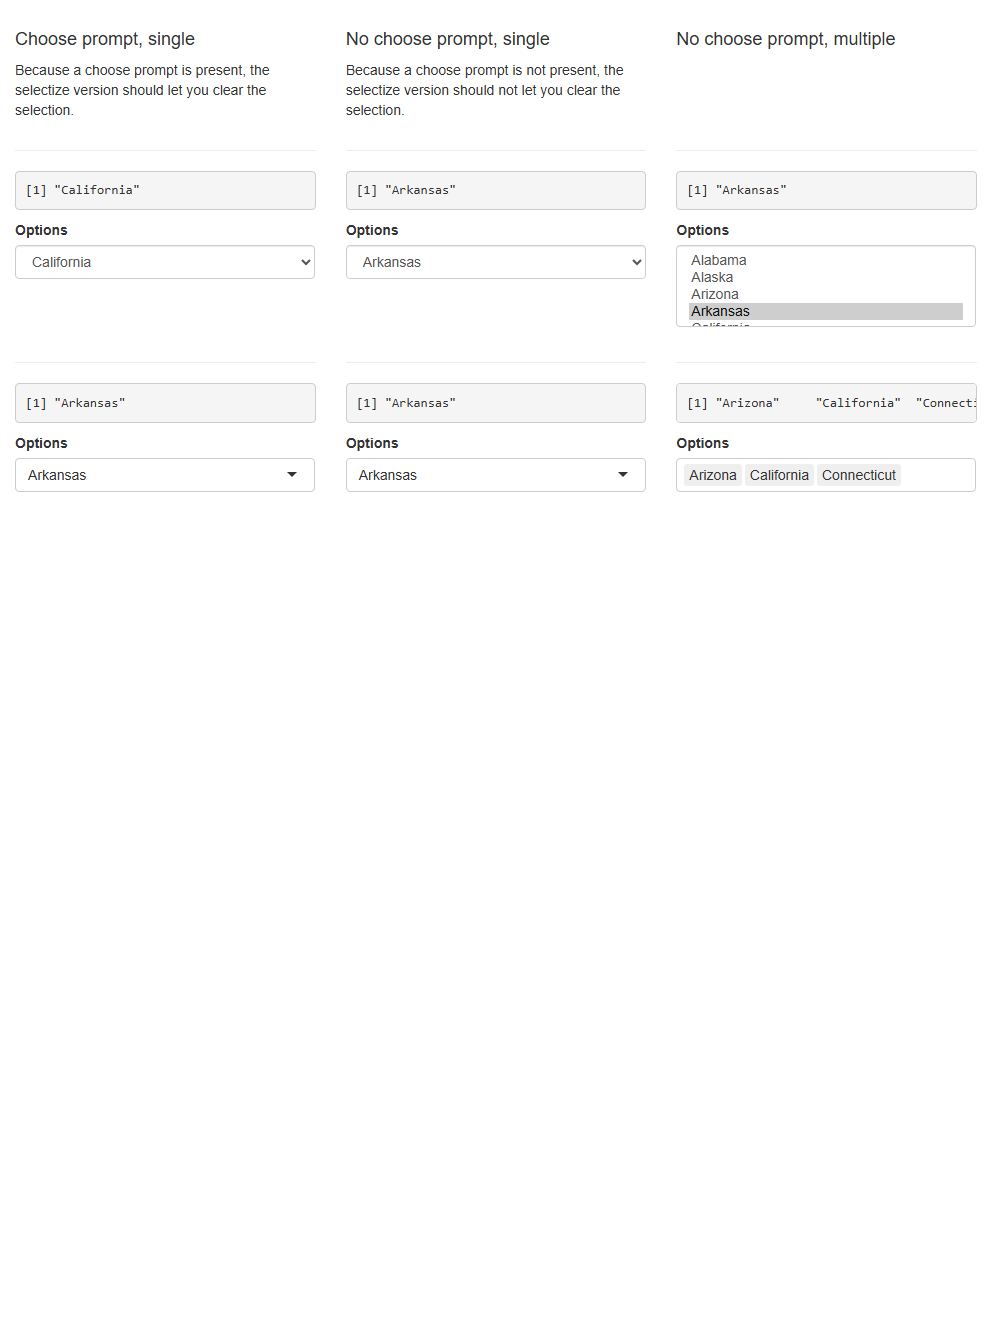 Choose prompt, single
Because a choose prompt is present, the
selectize version should let you clear the
selection.
[1] "California"
Options
California
[1] "Arkansas"
Options
Arkansas
No choose prompt, single
Because a choose prompt is not present, the
selectize version should not let you clear the
selection.
[1] "Arkansas"
Options
Arkansas
[1] "Arkansas"
Options
Arkansas
No choose prompt, multiple
[1] "Arkansas"
Options
Alabama
Alaska
Arizona
Arkansas
California
[1] "Arizona"     "California"  "Connecti
Options
Arizona California Connecticut